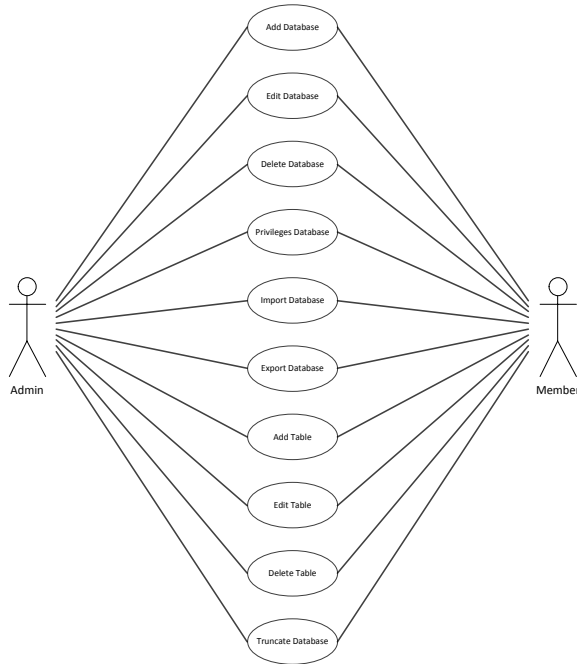 Add Database
Edit Database
Delete Database
Privileges Database
Import Database
Export Database
Admin
Member
Add Table
Edit Table
Delete Table
Truncate Database